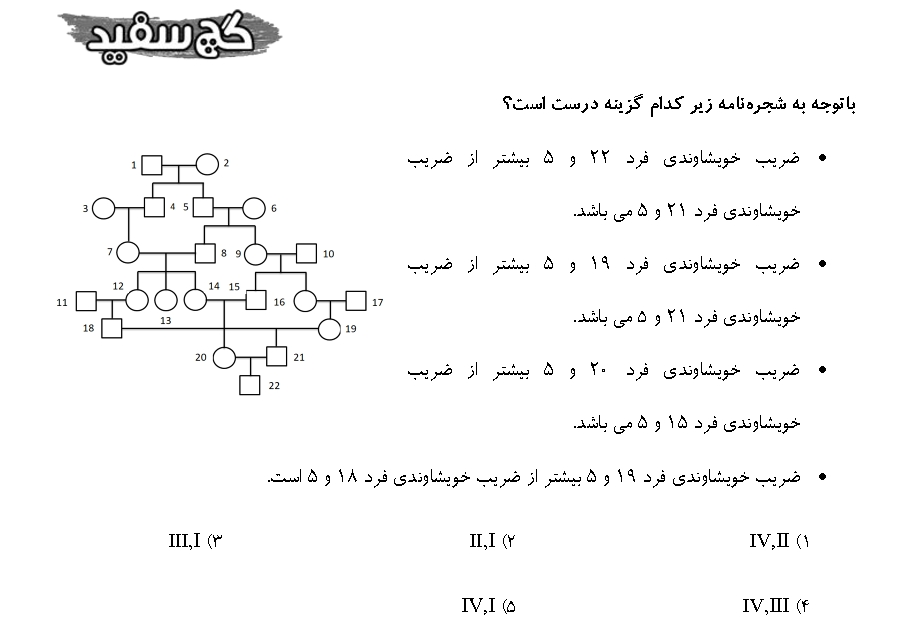 گچ سفید
باتوجه به شجره‌نامه زیر کدام گزینه درست است؟
• ضریب خویشاوندی فرد ۲۲ و ۵ بیشتر از ضریب
خویشاوندی فرد ۲۱ و ۵ می باشد.
• ضریب خویشاوندی فرد ۱۹ و ۵ بیشتر از ضریب
خویشاوندی فرد ۲۱ و ۵ می باشد.
• ضریب خویشاوندی فرد ۲۰ و ۵ بیشتر از ضریب
خویشاوندی فرد ۱۵ و ۵ می باشد.
• ضریب خویشاوندی فرد ۱۹ و ۵ بیشتر از ضریب خویشاوندی فرد ۱۸ و ۵ است.
1 2
3 4 5 6
7 8 9 10
11 12 13 14 15 16 17
18 19
20 21
22
۱) IV,II ۲) II,I ۳) III,I
۴) IV,III ۵) IV,I